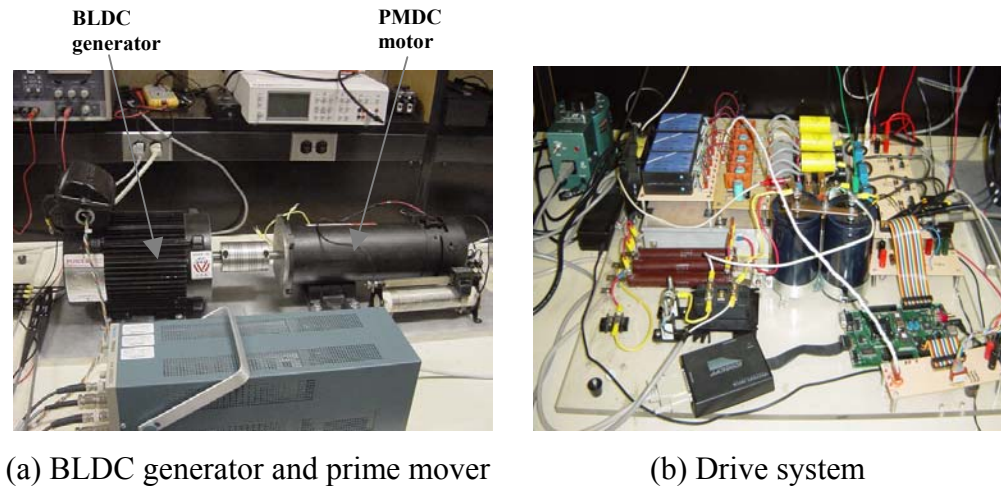 BLDC
generator
PMDC
motor
(a) BLDC generator and prime mover
(b) Drive system